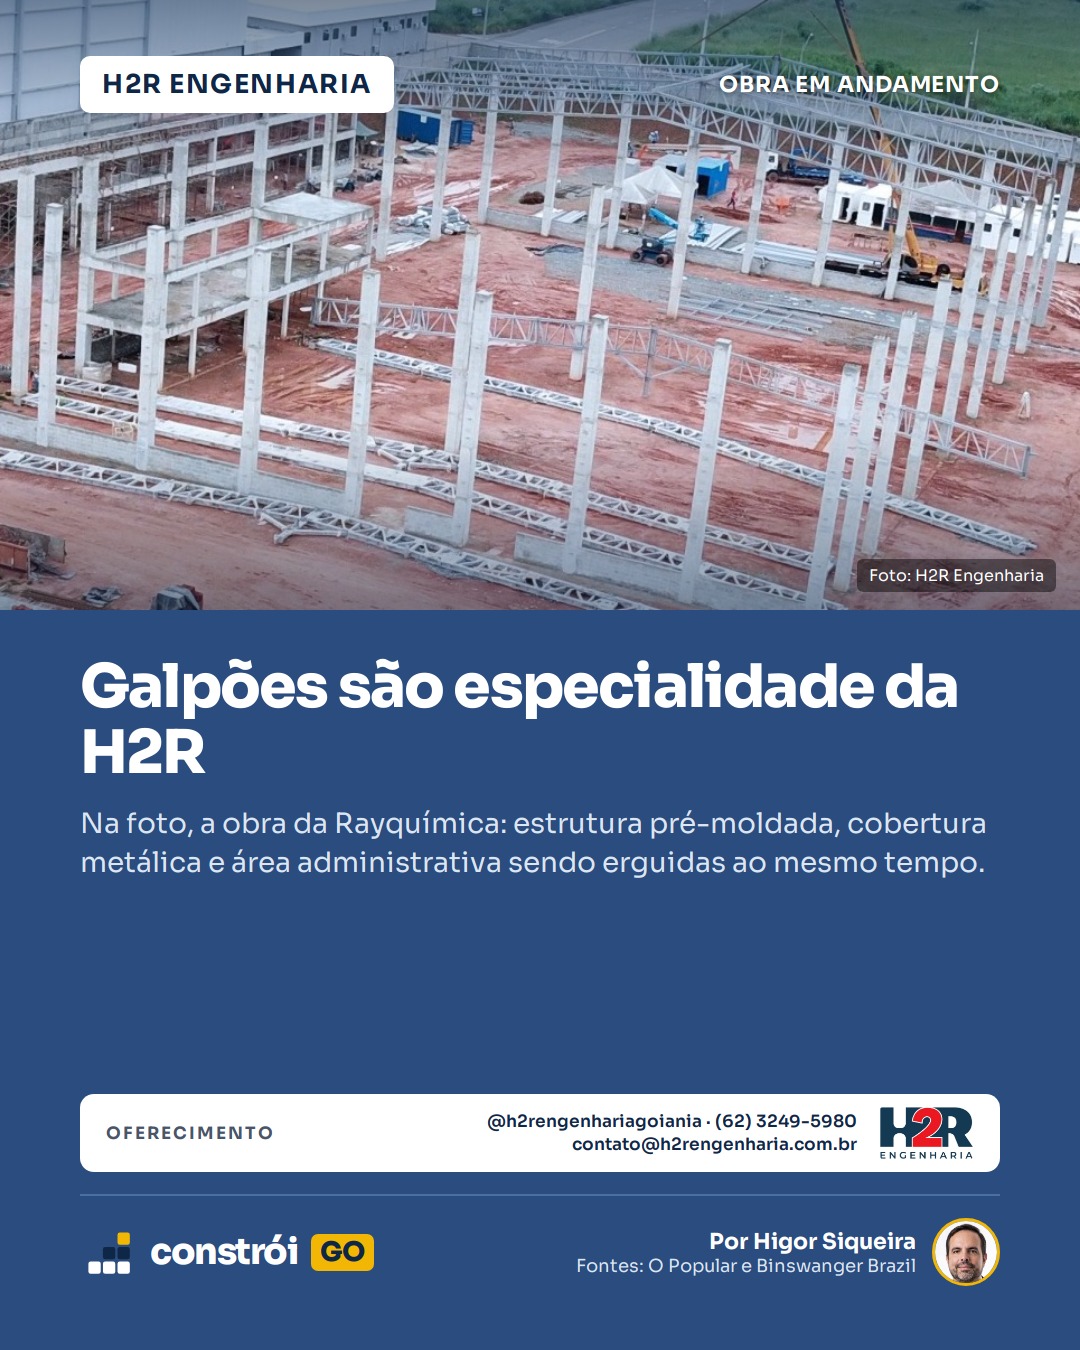 H2R ENGENHARIA
OBRA EM ANDAMENTO
Foto: H2R Engenharia
Galpões são especialidade da
H2R
Na foto, a obra da Rayquímica: estrutura pré-moldada, cobertura
metálica e área administrativa sendo erguidas ao mesmo tempo.
OFERECIMENTO
@h2rengenhariagoiania · (62) 3249-5980
contato@h2rengenharia.com.br
H2R
ENGENHARIA
constrói GO
Por Higor Siqueira
Fontes: O Popular e Binswanger Brazil